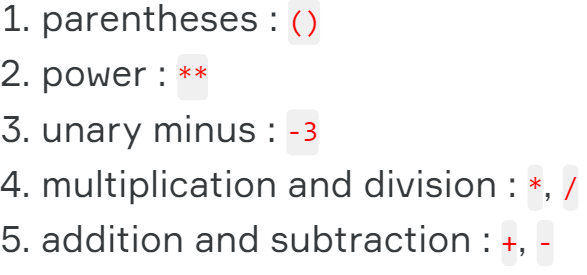 1. parentheses : ()
2. power : **
3. unary minus : -3
4. multiplication and division : *, /
5. addition and subtraction : +, -